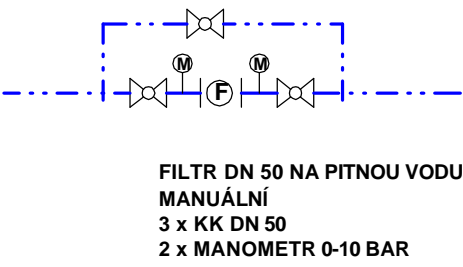 M M
F
FILTR DN 50 NA PITNOU VODU
MANUÁLNÍ
3 x KK DN 50
2 x MANOMETR 0-10 BAR